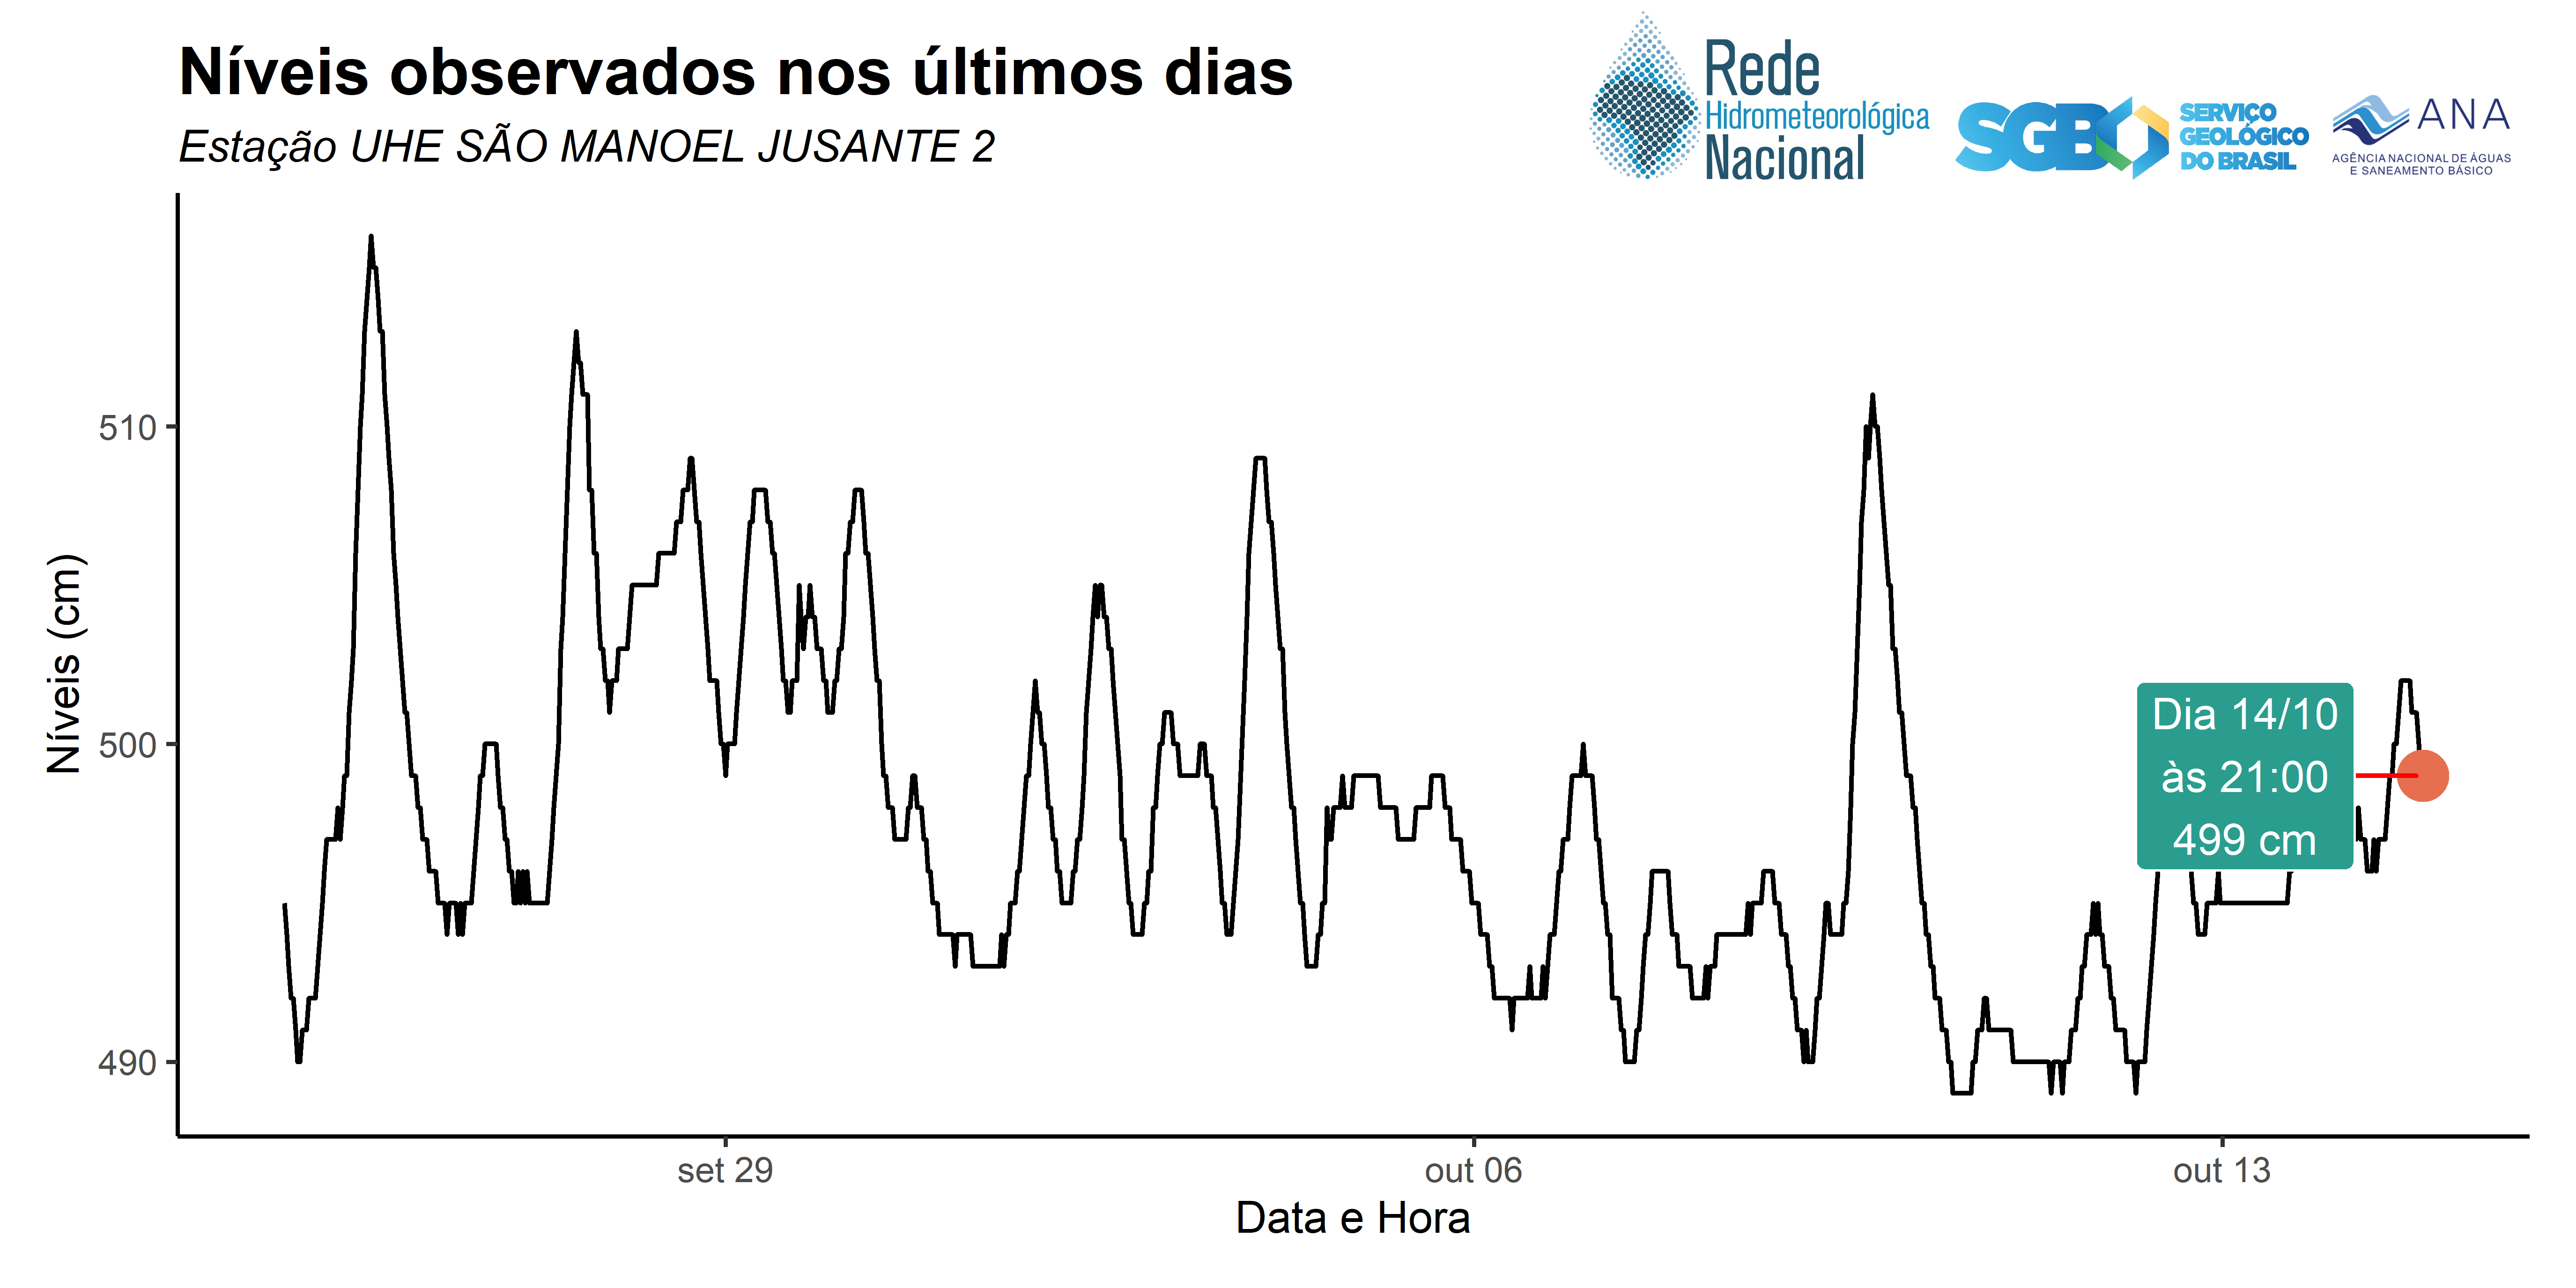 Níveis observados nos últimos dias
Estação UHE SÃO MANOEL JUSANTE 2
Rede
Hidrometeorológica
Nacional
SGB
SERVIÇO
GEOLÓGICO
DO BRASIL
ANA
AGÊNCIA NACIONAL DE ÁGUAS
E SANEAMENTO BÁSICO
Níveis (cm)
510
500
490
Dia 14/10
às 21:00
499 cm
set 29
out 06
out 13
Data e Hora